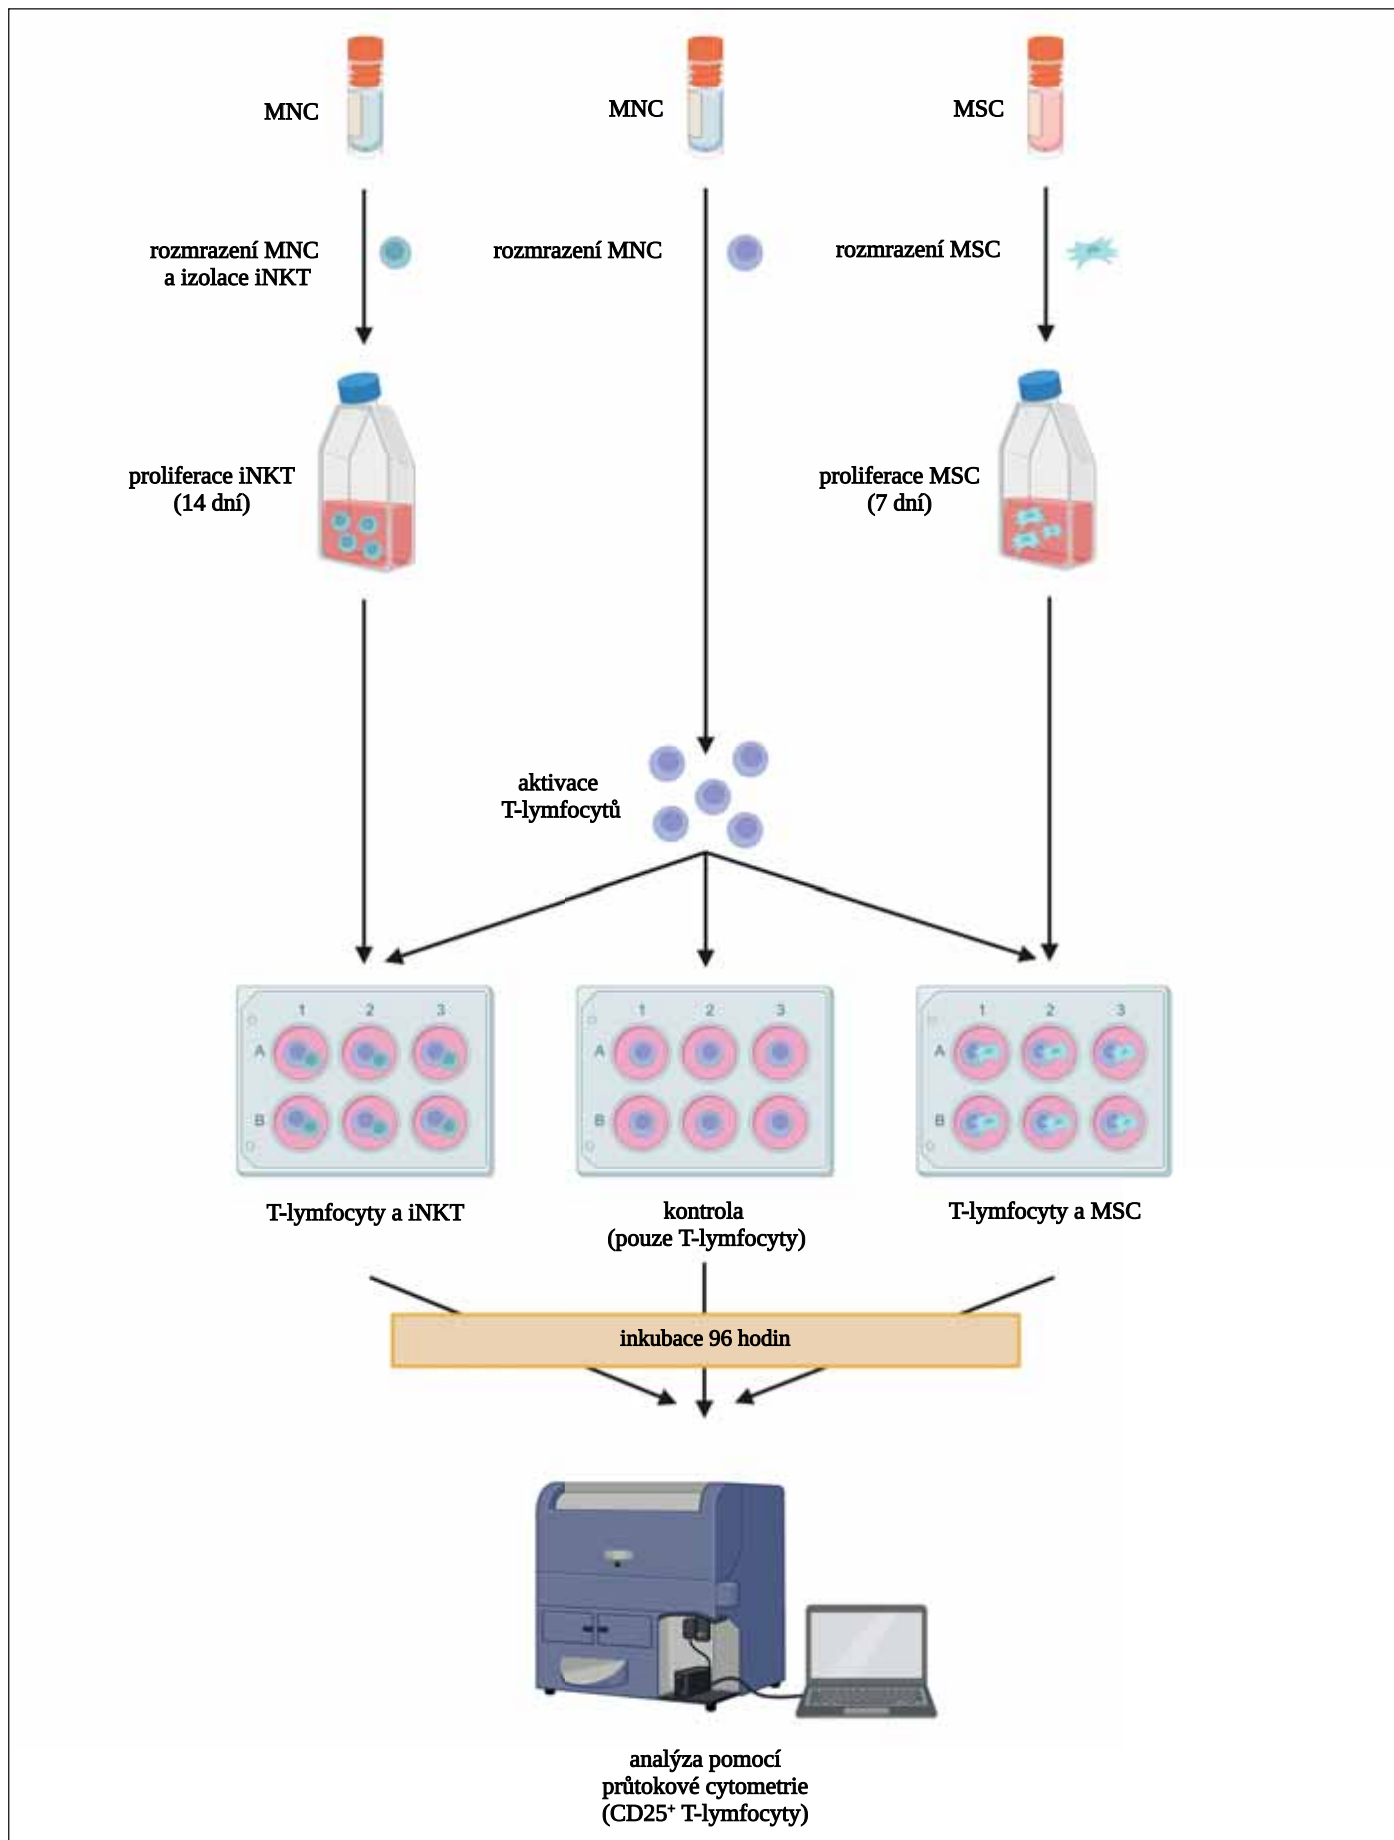 MNC
MNC
MSC
rozmrazení MNC
a izolace iNKT
rozmrazení MNC
rozmrazení MSC
proliferace iNKT
(14 dní)
proliferace MSC
(7 dní)
aktivace
T-lymfocytů
1 2 3
A
B
1 2 3
A
B
1 2 3
A
B
T-lymfocyty a iNKT
kontrola
(pouze T-lymfocyty)
T-lymfocyty a MSC
inkubace 96 hodin
analýza pomocí
průtokové cytometrie
(CD25⁺ T-lymfocyty)